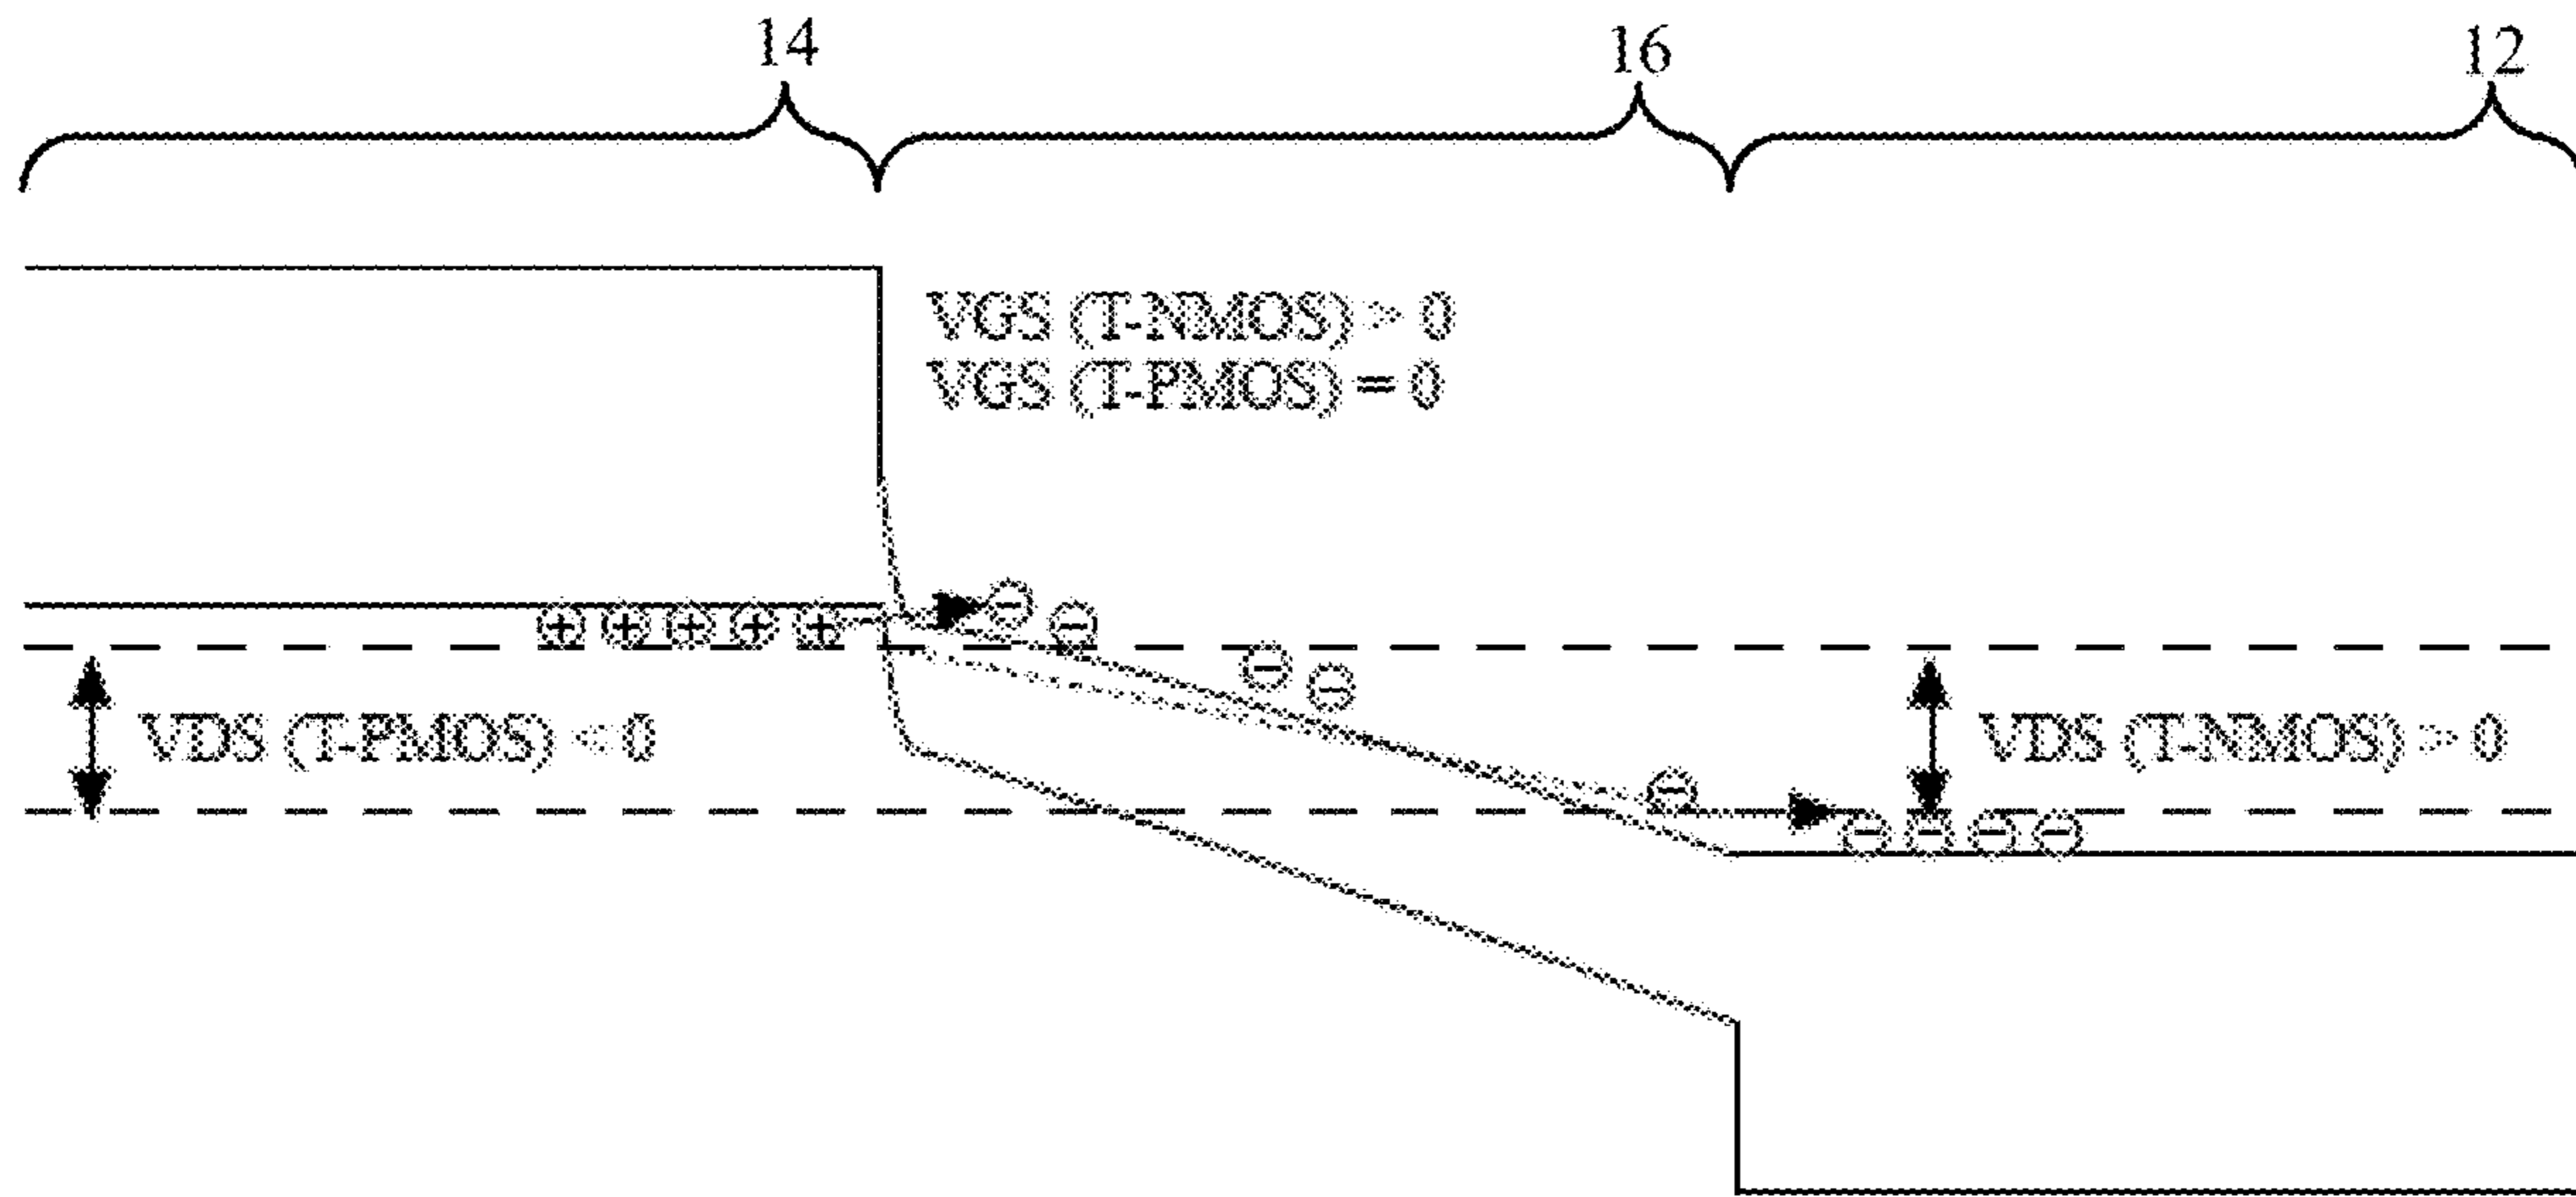 14 16 12
VGS (T-NMOS) > 0
VGS (T-PMOS) = 0
VDS (T-PMOS) < 0
VDS (T-NMOS) > 0